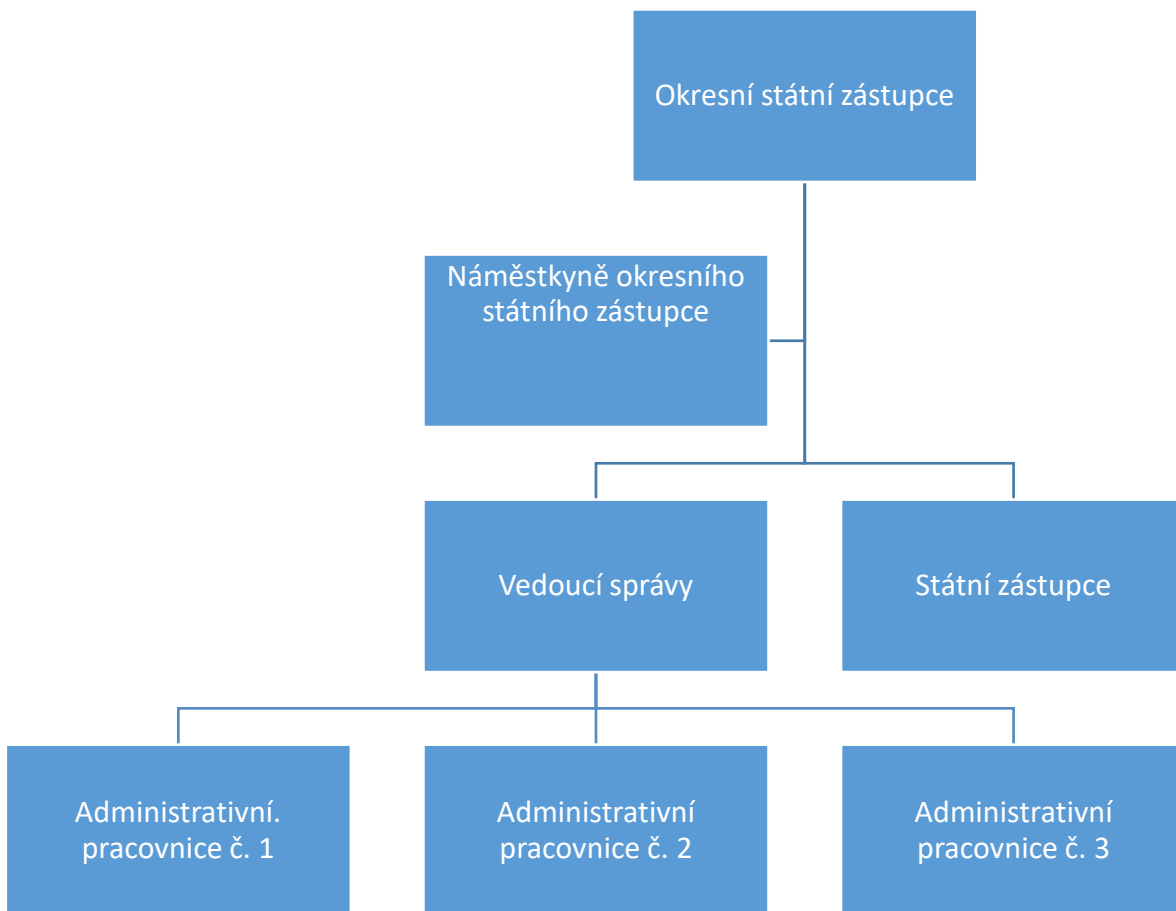 Okresní státní zástupce
Náměstkyně okresního
státního zástupce
Vedoucí správy
Státní zástupce
Administrativní.
pracovnice č. 1
Administrativní
pracovnice č. 2
Administrativní
pracovnice č. 3